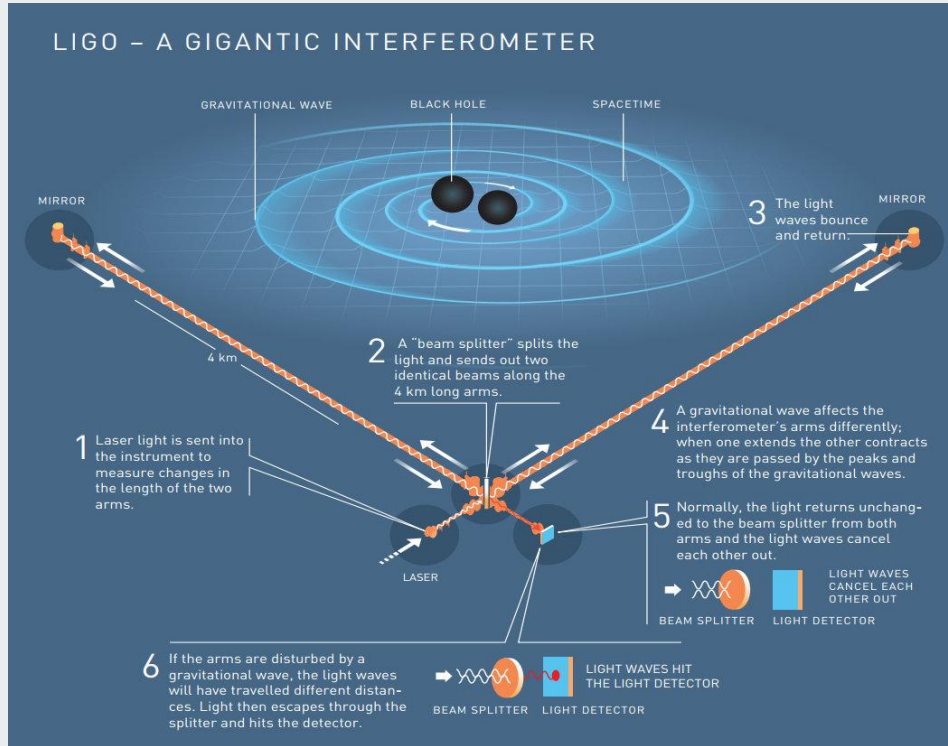 LIGO – A GIGANTIC INTERFEROMETER
GRAVITATIONAL WAVE
BLACK HOLE
SPACETIME
MIRROR
MIRROR
3
The light
waves bounce
and return.
4 km
2
A “beam splitter” splits the
light and sends out two
identical beams along the
4 km long arms.
1
Laser light is sent into
the instrument to
measure changes in
the length of the two
arms.
4
A gravitational wave affects the
interferometer’s arms differently;
when one extends the other contracts
as they are passed by the peaks and
troughs of the gravitational waves.
5
Normally, the light returns unchang-
ed to the beam splitter from both
arms and the light waves cancel
each other out.
LIGHT WAVES
CANCEL EACH
OTHER OUT
BEAM SPLITTER
LIGHT DETECTOR
LASER
6
If the arms are disturbed by a
gravitational wave, the light waves
will have travelled different distan-
ces. Light then escapes through the
splitter and hits the detector.
LIGHT WAVES HIT
THE LIGHT DETECTOR
BEAM SPLITTER
LIGHT DETECTOR